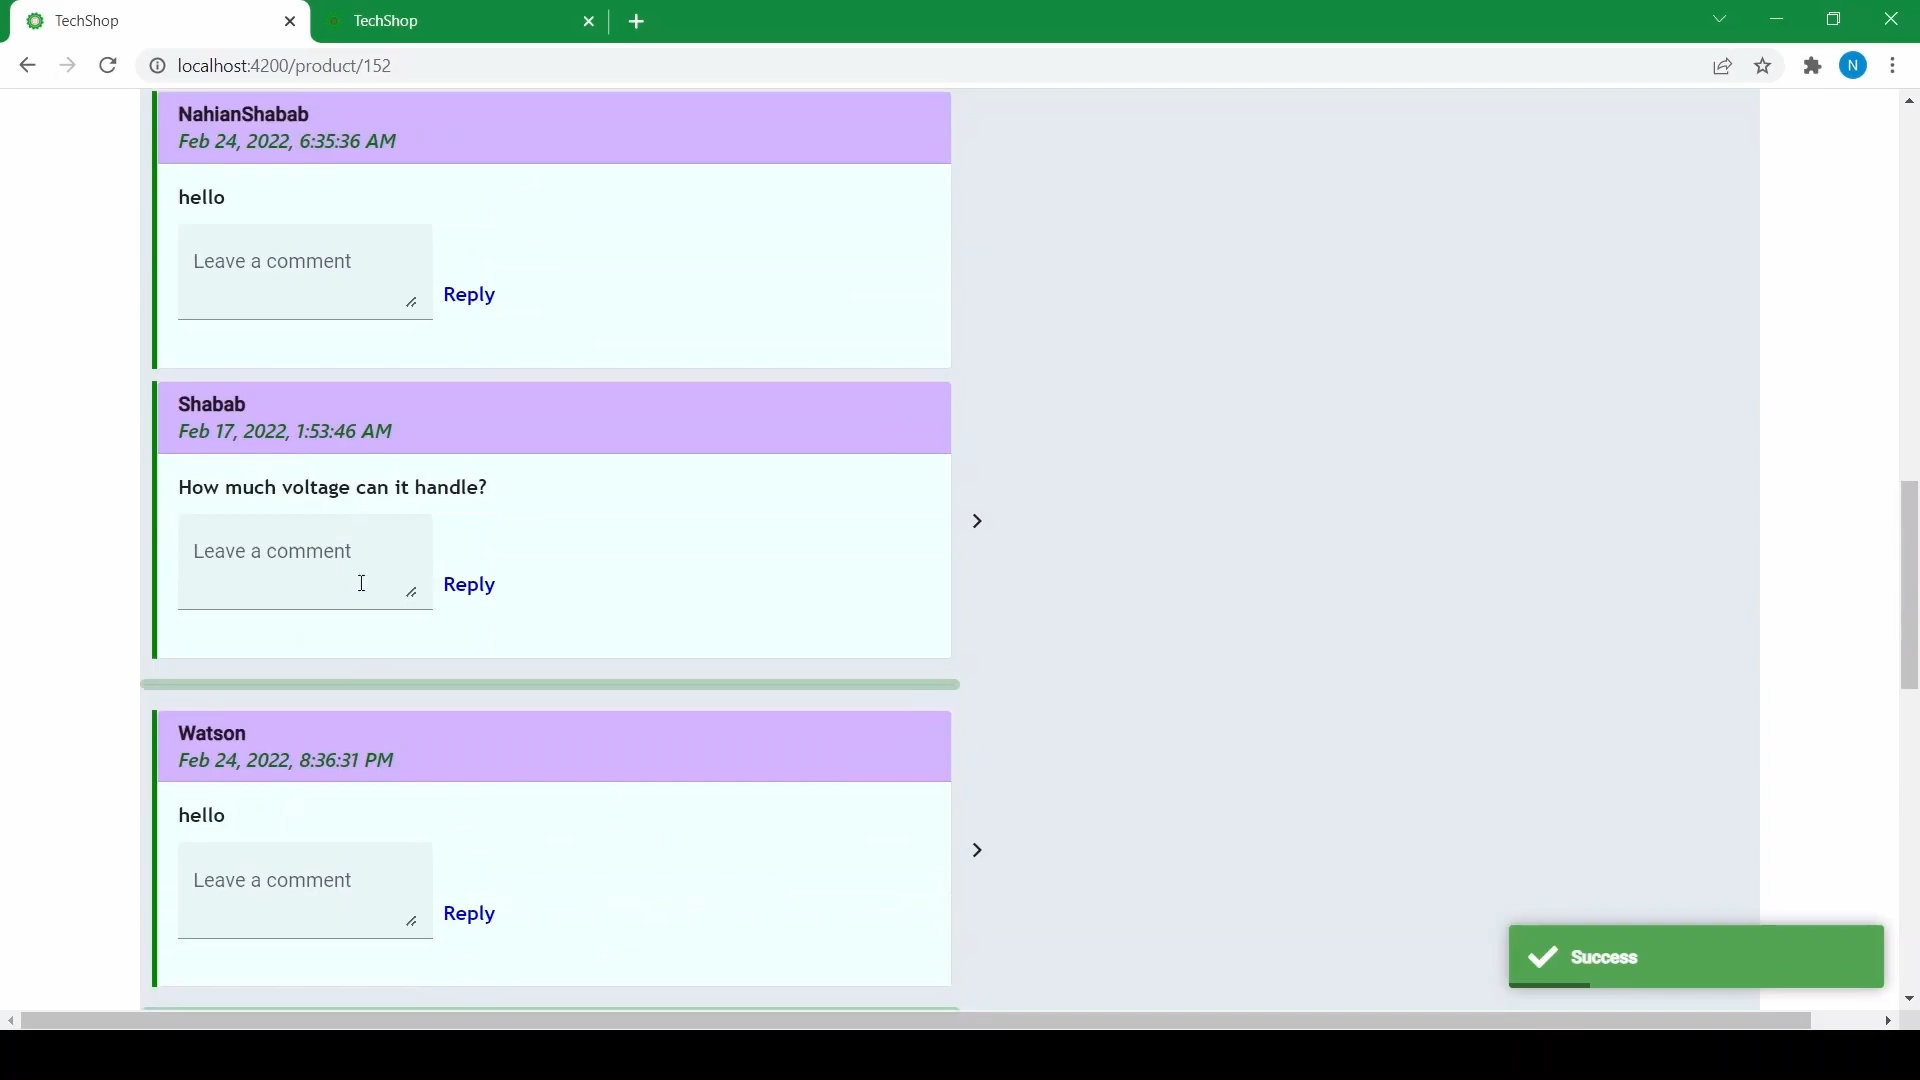 TechShop
TechShop
localhost:4200/product/152
N
NahianShabab
Feb 24, 2022, 6:35:36 AM
hello
Leave a comment
Reply
Shabab
Feb 17, 2022, 1:53:46 AM
How much voltage can it handle?
Leave a comment
Reply
Watson
Feb 24, 2022, 8:36:31 PM
hello
Leave a comment
Reply
Success